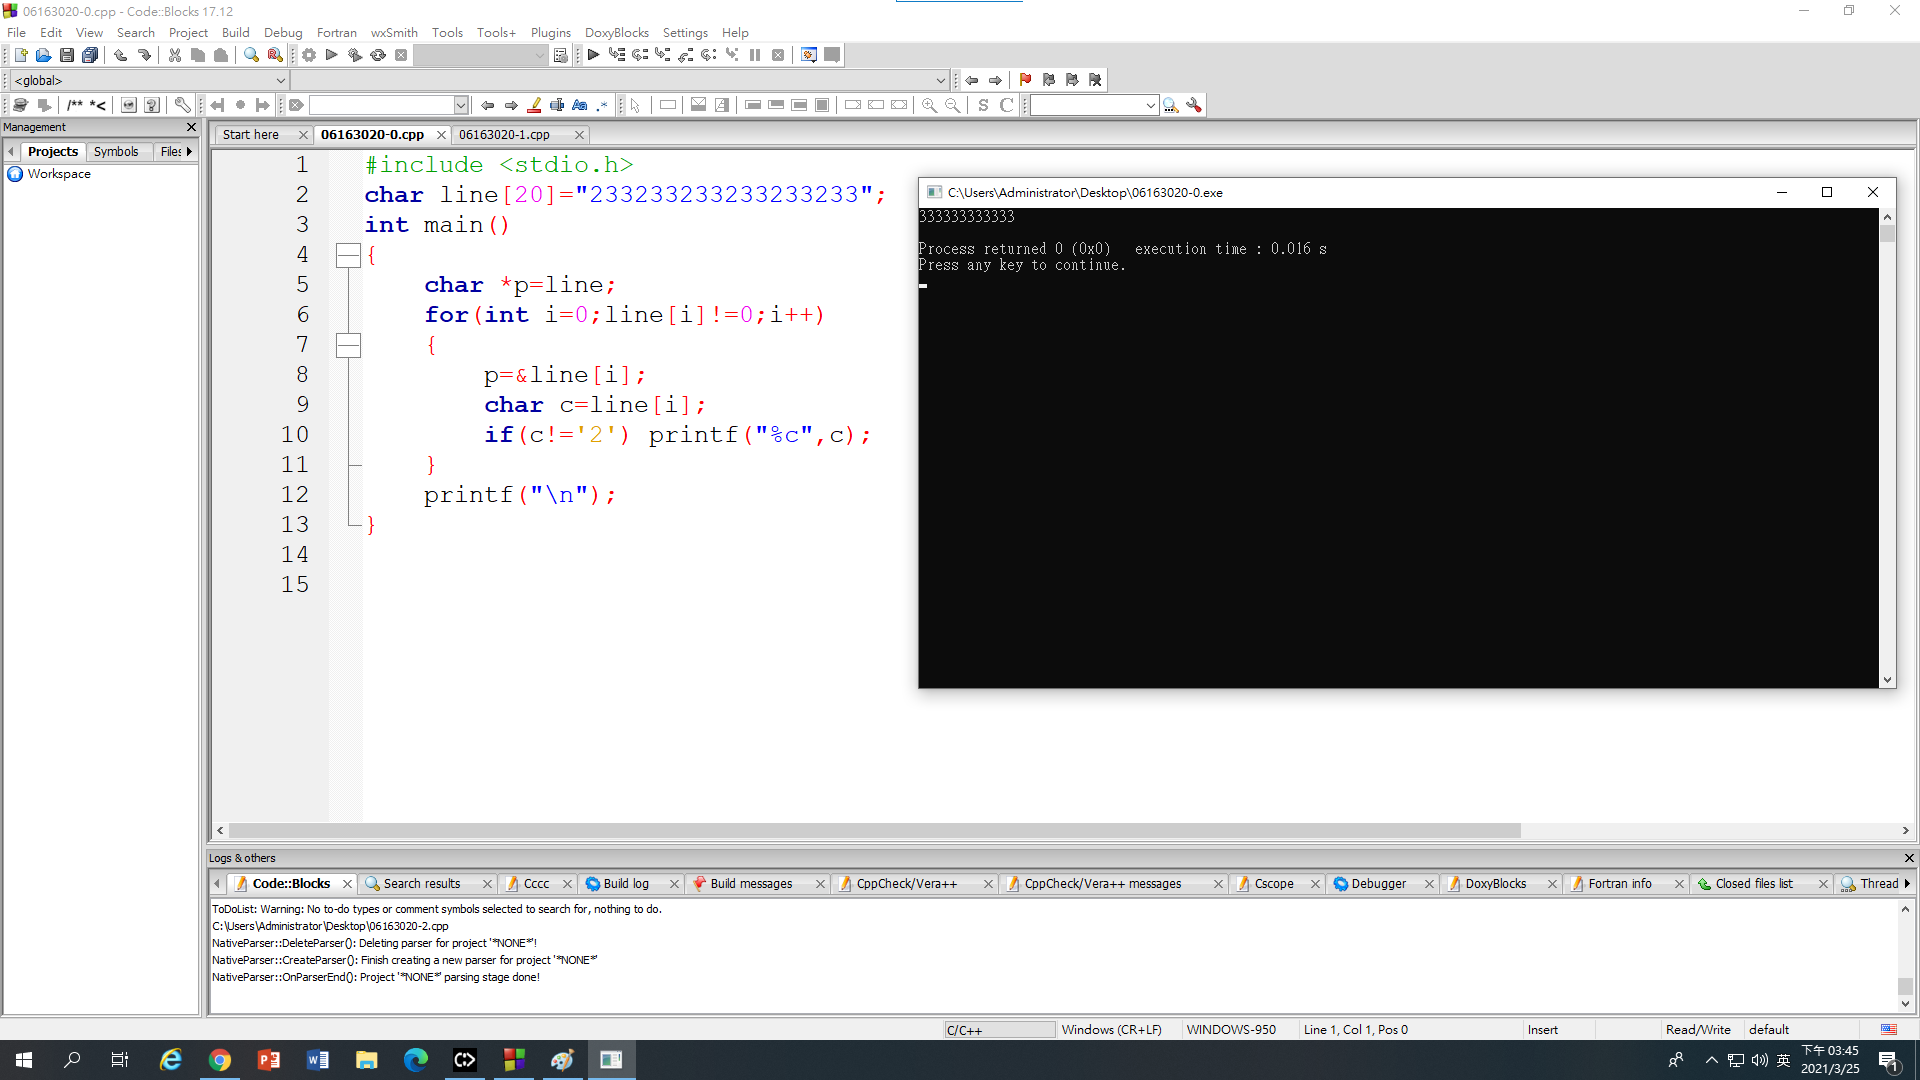 06163020-0.cpp - Code::Blocks 17.12
File Edit View Search Project Build Debug Fortran wxSmith Tools Tools+ Plugins DoxyBlocks Settings Help
<global>
/** *< Aa .* S C
Management
Start here 06163020-0.cpp 06163020-1.cpp
Projects Symbols Files
Workspace
1 #include <stdio.h>
2 char line[20]="233233233233233233";
3 int main()
4 {
5 char *p=line;
6 for(int i=0;line[i]!=0;i++)
7 {
8 p=&line[i];
9 char c=line[i];
10 if(c!='2') printf("%c",c);
11 }
12 printf("\n");
13 }
14
15
C:\Users\Administrator\Desktop\06163020-0.exe
333333333333
Process returned 0 (0x0) execution time : 0.016 s
Press any key to continue.
Logs & others
Code::Blocks Search results Cccc Build log Build messages CppCheck/Vera++ CppCheck/Vera++ messages Cscope Debugger DoxyBlocks Fortran info Closed files list Thread
ToDoList: Warning: No to-do types or comment symbols selected to search for, nothing to do.
C:\Users\Administrator\Desktop\06163020-2.cpp
NativeParser::DeleteParser(): Deleting parser for project '*NONE*'!
NativeParser::CreateParser(): Finish creating a new parser for project '*NONE*'
NativeParser::OnParserEnd(): Project '*NONE*' parsing stage done!
C/C++ Windows (CR+LF) WINDOWS-950 Line 1, Col 1, Pos 0 Insert Read/Write default
英 下午 03:45
2021/3/25 1